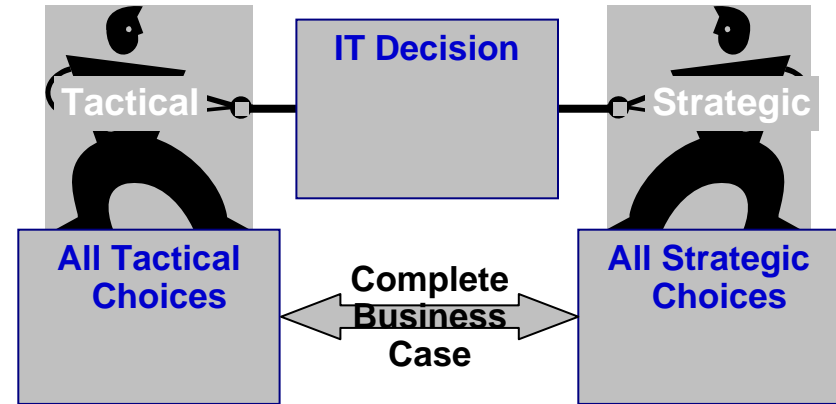 IT Decision
Tactical
Strategic
All Tactical
Choices
Complete
Business
Case
All Strategic
Choices